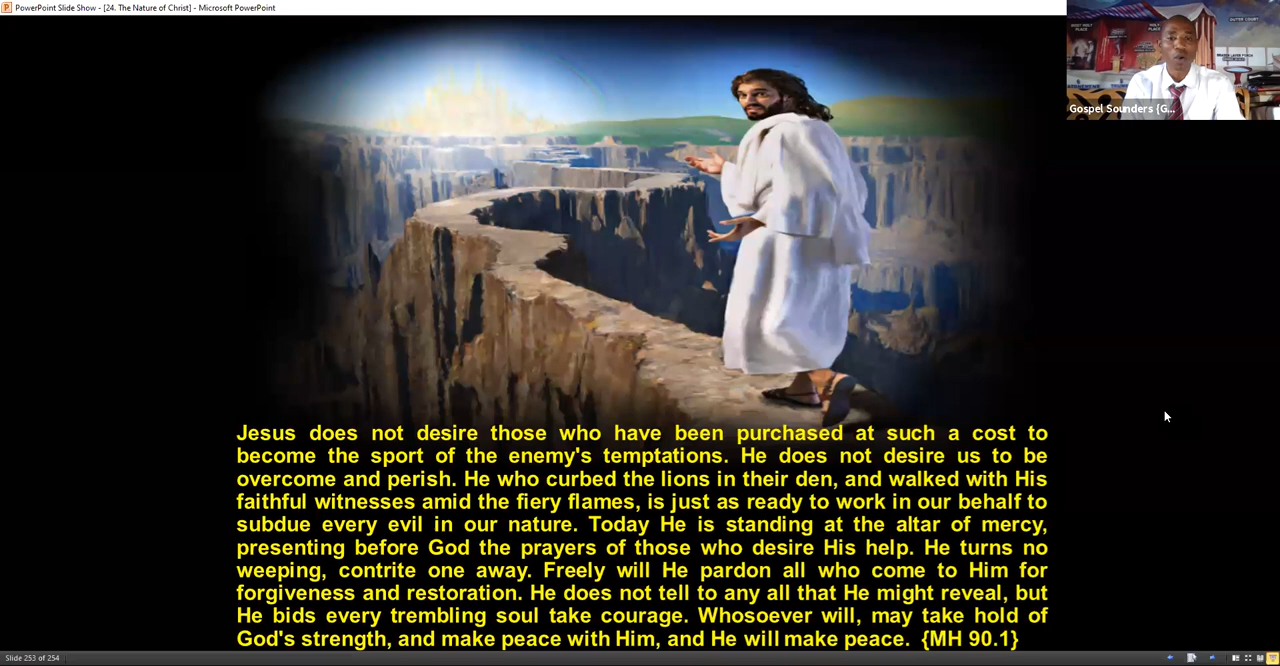 PowerPoint Slide Show - [24. The Nature of Christ] - Microsoft PowerPoint
OUTER COURT
MOST HOLY
PLACE
HOLY
PLACE
Gospel Sounders {G...
Jesus does not desire those who have been purchased at such a cost to
become the sport of the enemy's temptations. He does not desire us to be
overcome and perish. He who curbed the lions in their den, and walked with His
faithful witnesses amid the fiery flames, is just as ready to work in our behalf to
subdue every evil in our nature. Today He is standing at the altar of mercy,
presenting before God the prayers of those who desire His help. He turns no
weeping, contrite one away. Freely will He pardon all who come to Him for
forgiveness and restoration. He does not tell to any all that He might reveal, but
He bids every trembling soul take courage. Whosoever will, may take hold of
God's strength, and make peace with Him, and He will make peace. {MH 90.1}
Slide 253 of 254